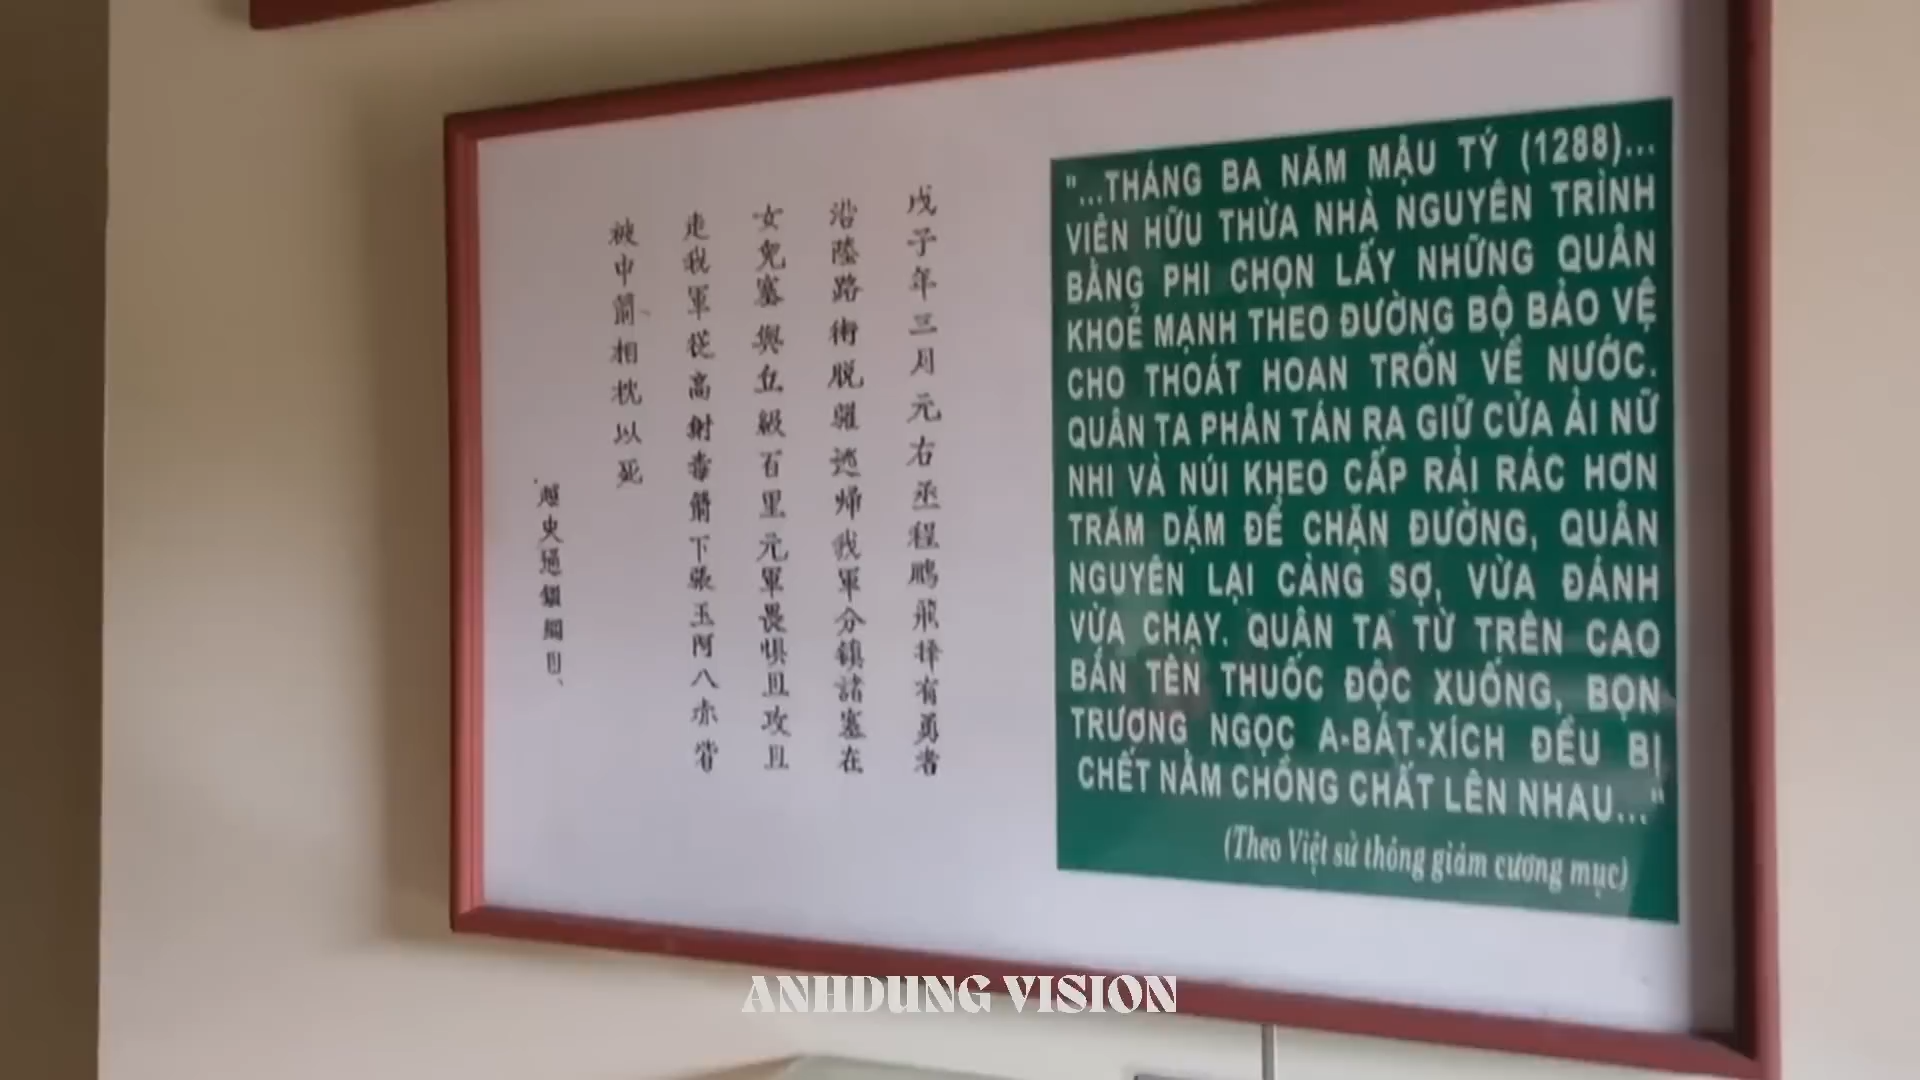 戊子年三月元右丞程鵬飛擇有勇者
沿陸路衛脫驩逃歸我軍分鎮諸塞在
女兒塞與丘級百里元軍畏惧且攻且
走我軍從高射毒箭下張玉阿八赤皆
被中箭相枕以死
越史通鑑綱目、
"...THÁNG BA NĂM MẬU TÝ (1288)...
VIÊN HỮU THỪA NHÀ NGUYÊN TRÌNH
BẰNG PHI CHỌN LẤY NHỮNG QUÂN
KHOẺ MẠNH THEO ĐƯỜNG BỘ BẢO VỆ
CHO THOÁT HOAN TRỐN VỀ NƯỚC.
QUÂN TA PHÂN TÁN RA GIỮ CỬA ẢI NỮ
NHI VÀ NÚI KHEO CẤP RẢI RÁC HƠN
TRĂM DẶM ĐỂ CHẶN ĐƯỜNG, QUÂN
NGUYÊN LẠI CÀNG SỢ, VỪA ĐÁNH
VỪA CHẠY. QUÂN TA TỪ TRÊN CAO
BẮN TÊN THUỐC ĐỘC XUỐNG, BỌN
TRƯƠNG NGỌC A-BÁT-XÍCH ĐỀU BỊ
CHẾT NẰM CHỒNG CHẤT LÊN NHAU..."
(Theo Việt sử thông giám cương mục)
ANHDUNG VISION